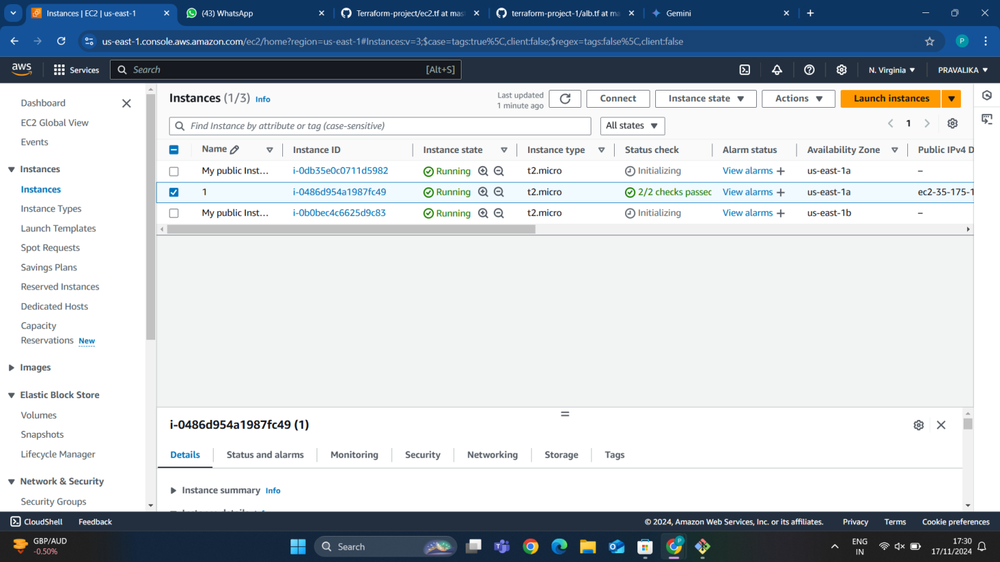 Instances | EC2 | us-east-1
(43) WhatsApp
Terraform-project/ec2.tf at mas
terraform-project-1/alb.tf at ma
Gemini
us-east-1.console.aws.amazon.com/ec2/home?region=us-east-1#Instances:v=3;$case=tags:true%5C,client:false;$regex=tags:false%5C,client:false
P
aws
Services
Search
[Alt+S]
N. Virginia
PRAVALIKA
Dashboard
EC2 Global View
Events
Instances
Instances
Instance Types
Launch Templates
Spot Requests
Savings Plans
Reserved Instances
Dedicated Hosts
Capacity
Reservations New
Images
Elastic Block Store
Volumes
Snapshots
Lifecycle Manager
Network & Security
Security Groups
Instances (1/3) Info
Last updated
1 minute ago
Connect
Instance state
Actions
Launch instances
Find Instance by attribute or tag (case-sensitive)
All states
1
Name Instance ID Instance state Instance type Status check Alarm status Availability Zone Public IPv4 D
My public Inst... i-0db35e0c0711d5982 Running t2.micro Initializing View alarms + us-east-1a –
1 i-0486d954a1987fc49 Running t2.micro 2/2 checks passed View alarms + us-east-1a ec2-35-175-1
My public Inst... i-0b0bec4c6625d9c83 Running t2.micro Initializing View alarms + us-east-1b –
i-0486d954a1987fc49 (1)
Details
Status and alarms
Monitoring
Security
Networking
Storage
Tags
Instance summary Info
CloudShell
Feedback
© 2024, Amazon Web Services, Inc. or its affiliates.
Privacy
Terms
Cookie preferences
GBP/AUD
-0.50%
Search
ENG
IN
17:30
17/11/2024